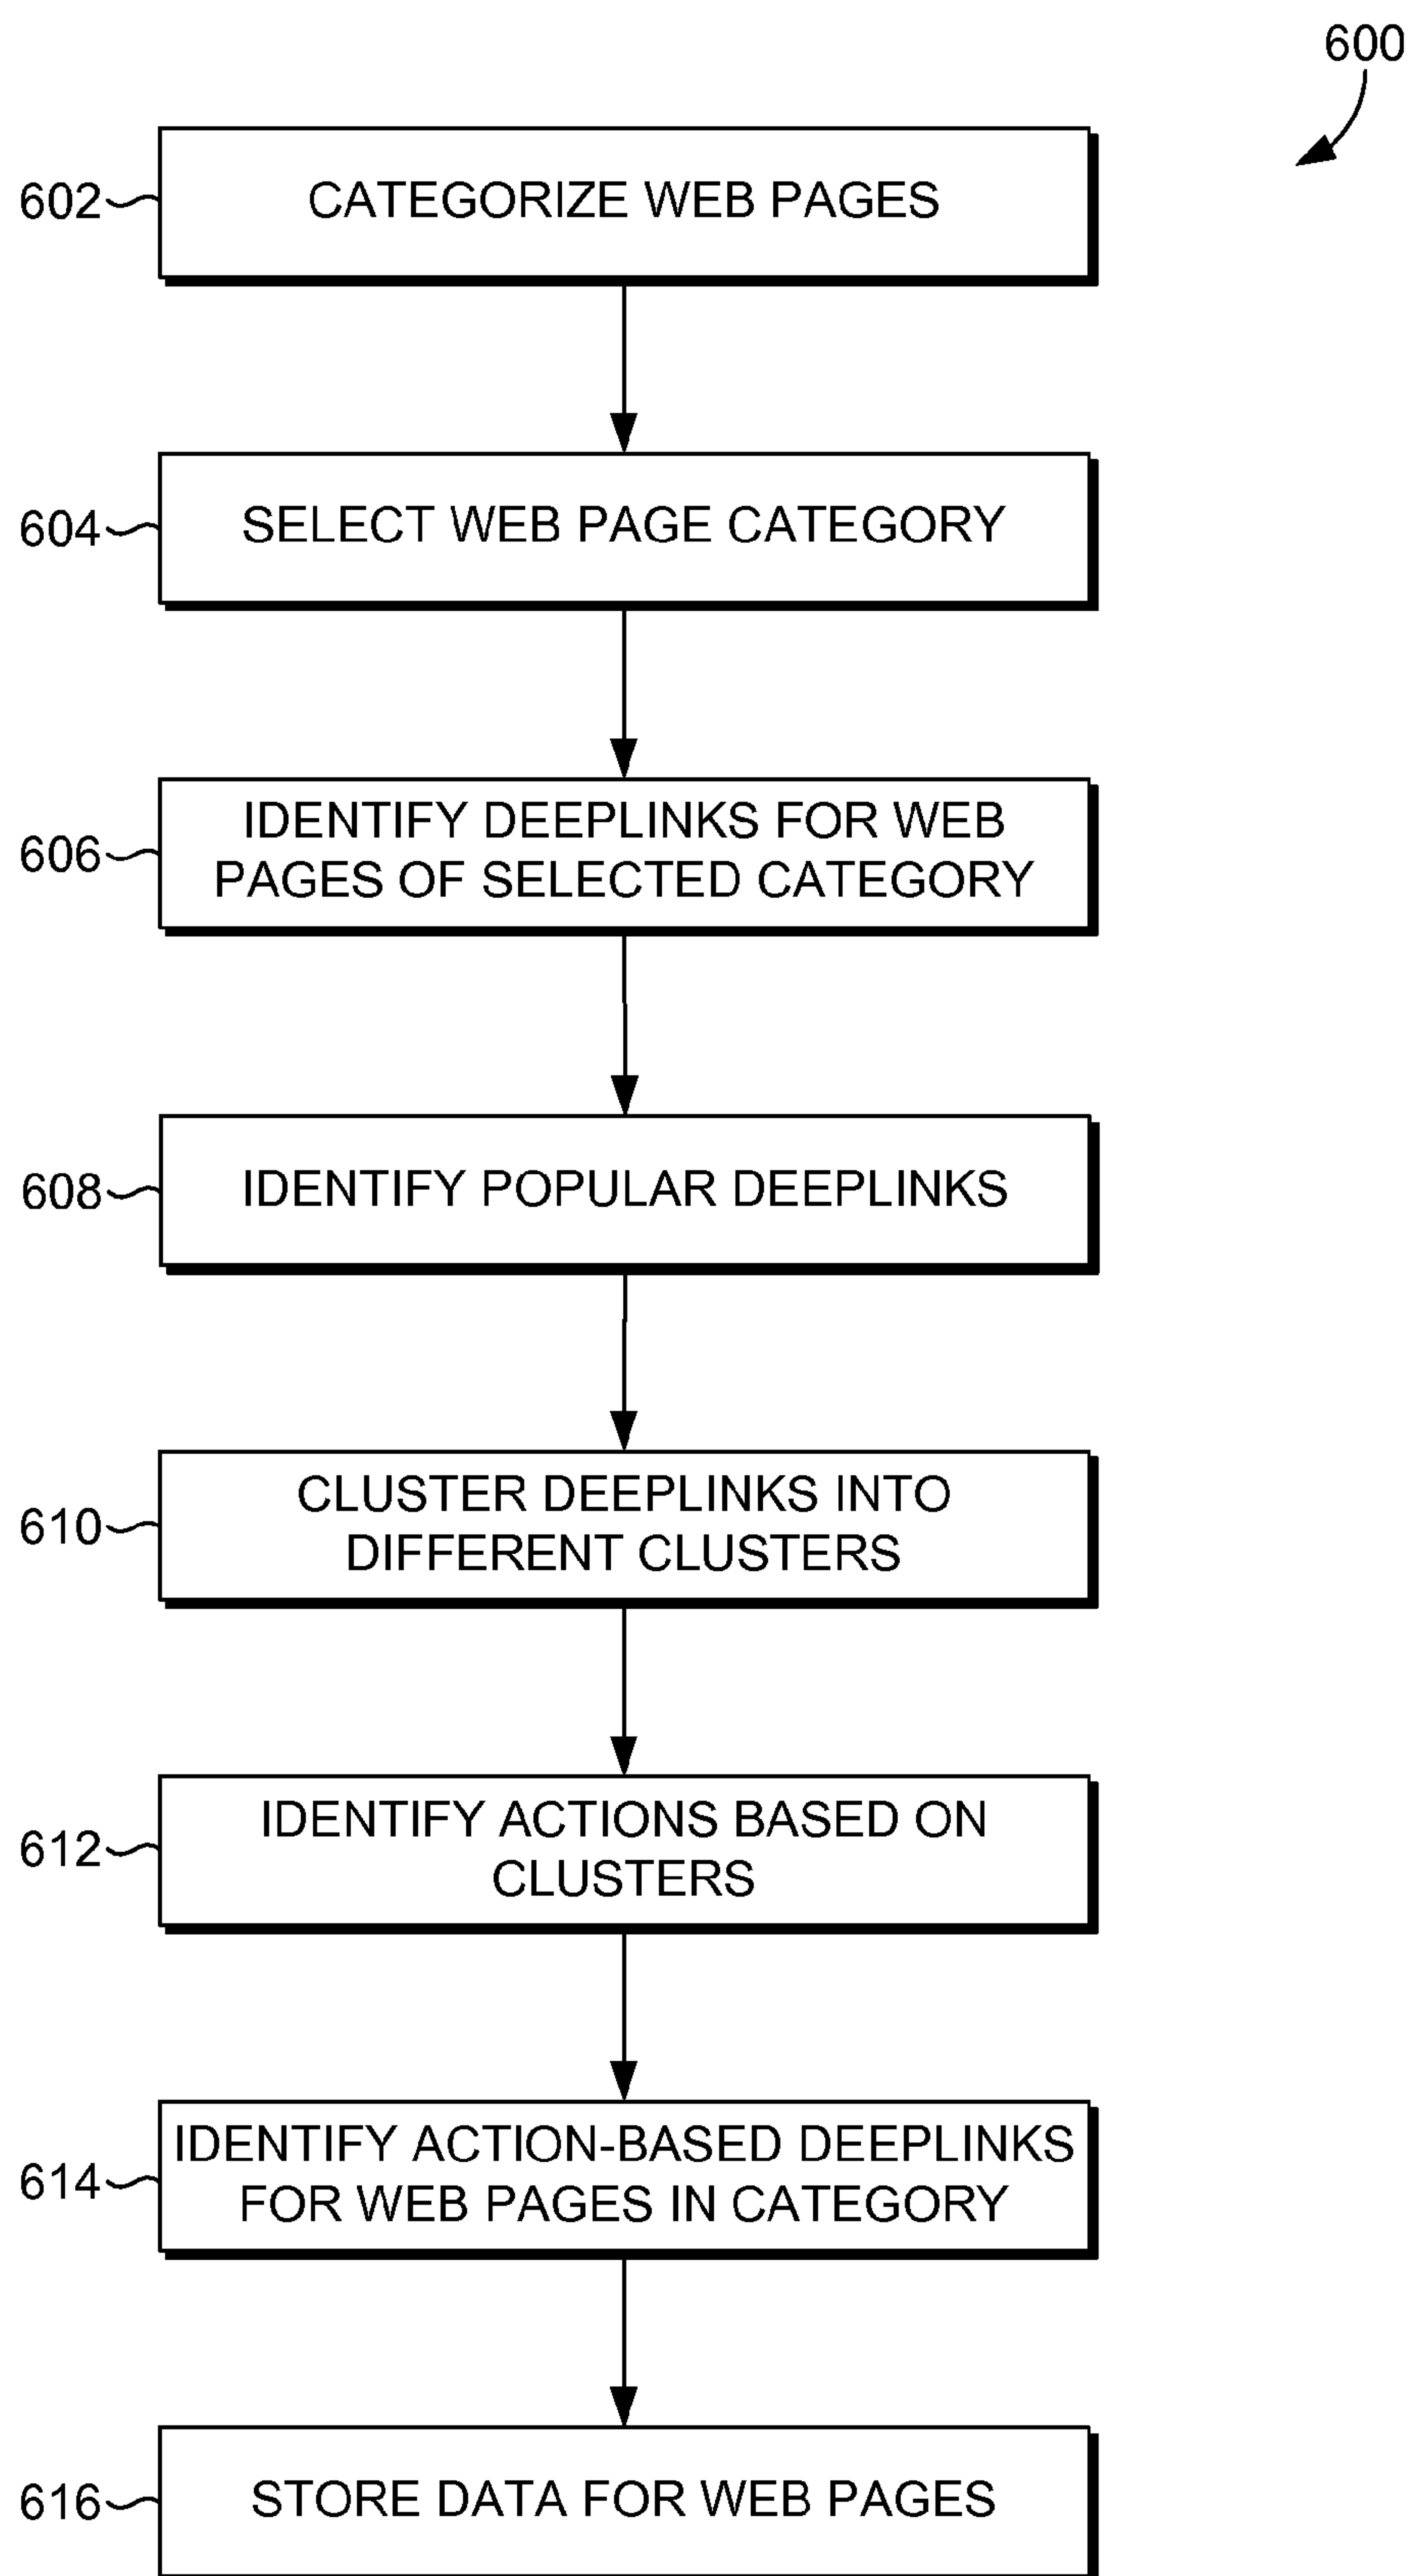 600
602
CATEGORIZE WEB PAGES
604
SELECT WEB PAGE CATEGORY
606
IDENTIFY DEEPLINKS FOR WEB
PAGES OF SELECTED CATEGORY
608
IDENTIFY POPULAR DEEPLINKS
610
CLUSTER DEEPLINKS INTO
DIFFERENT CLUSTERS
612
IDENTIFY ACTIONS BASED ON
CLUSTERS
614
IDENTIFY ACTION-BASED DEEPLINKS
FOR WEB PAGES IN CATEGORY
616
STORE DATA FOR WEB PAGES